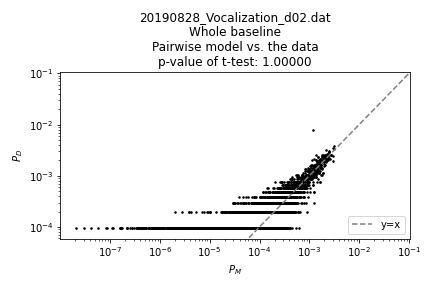 20190828_Vocalization_d02.dat
Whole baseline
Pairwise model vs. the data
p-value of t-test: 1.00000
10⁻¹
10⁻²
10⁻³
10⁻⁴
P_D
y=x
10⁻⁷ 10⁻⁶ 10⁻⁵ 10⁻⁴ 10⁻³ 10⁻² 10⁻¹
P_M